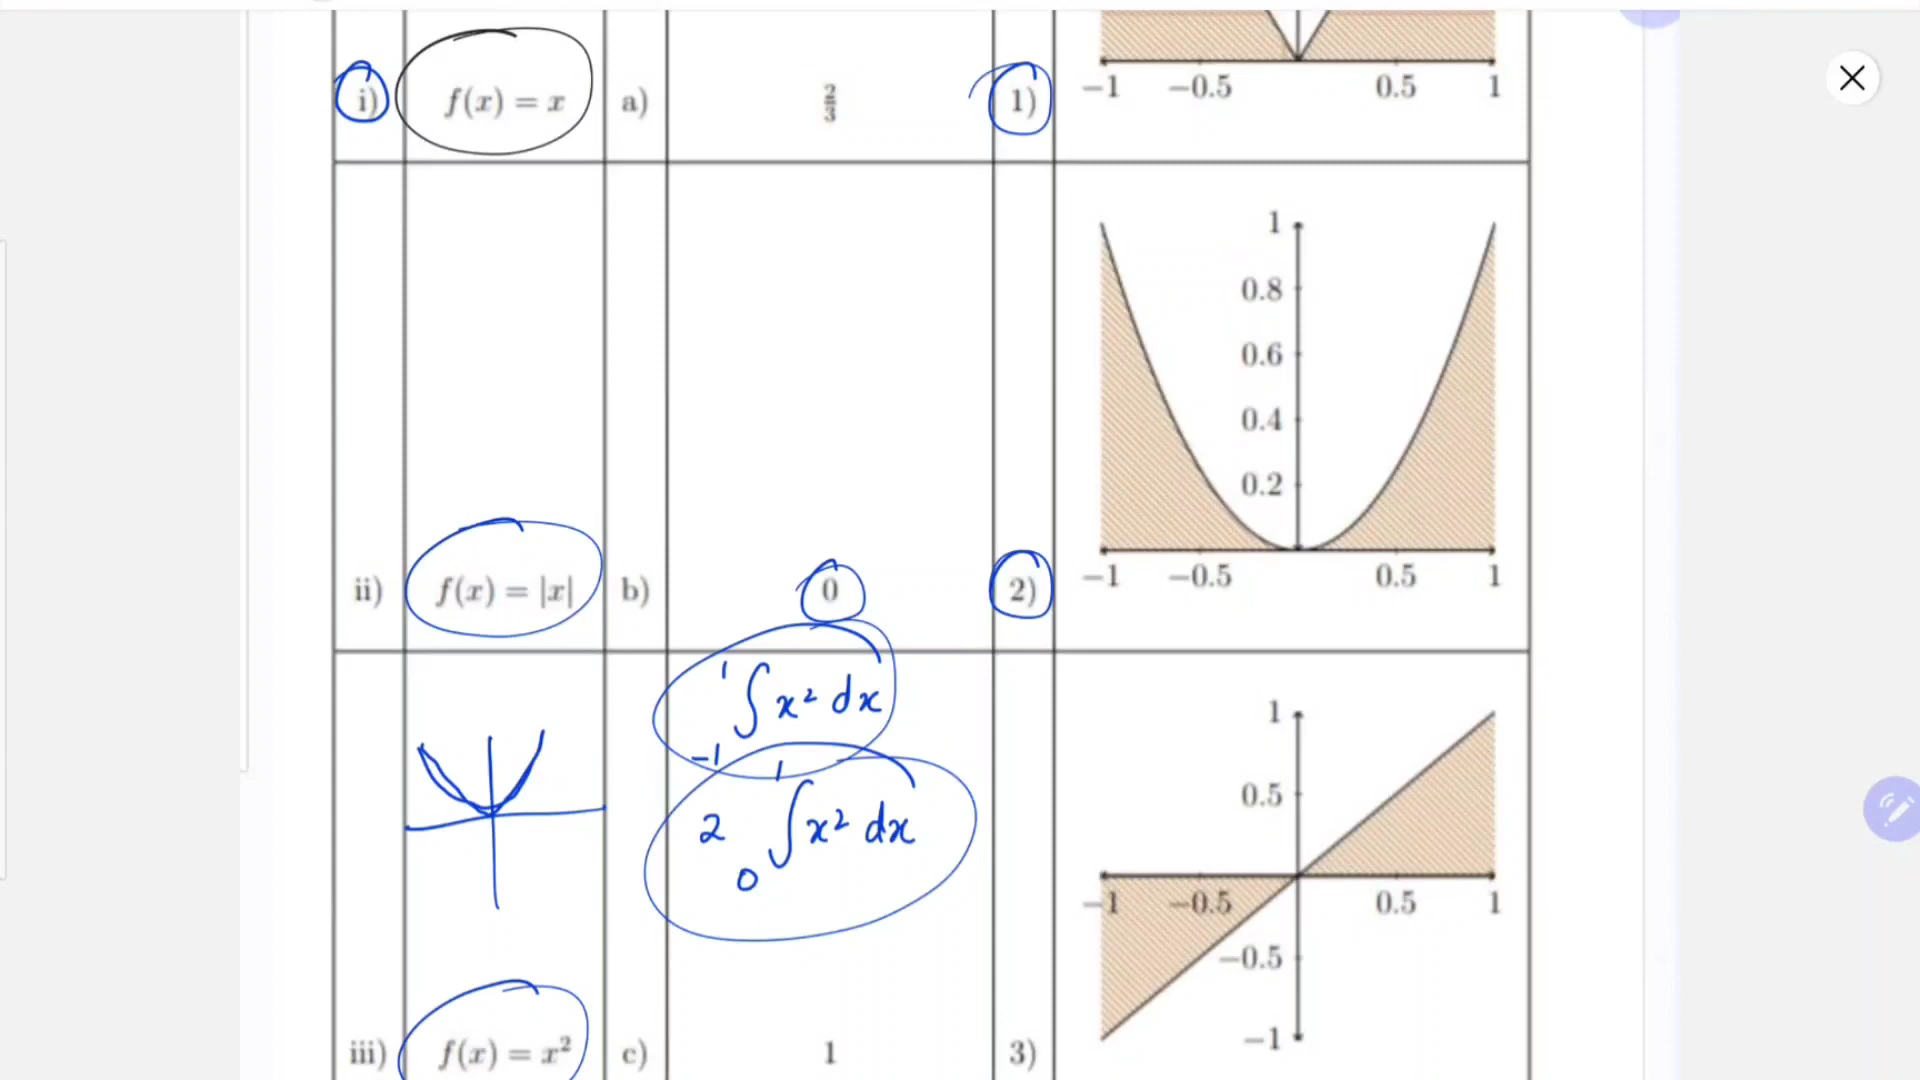 -1 -0.5 0.5 1
i) f(x) = x a) 2/3 1)
1
0.8
0.6
0.4
0.2
-1 -0.5 0.5 1
ii) f(x) = |x| b) 0 2)
1∫-1 x² dx
2 1∫0 x² dx
1
0.5
-1 -0.5 0.5 1
-0.5
-1
iii) f(x) = x² c) 1 3)